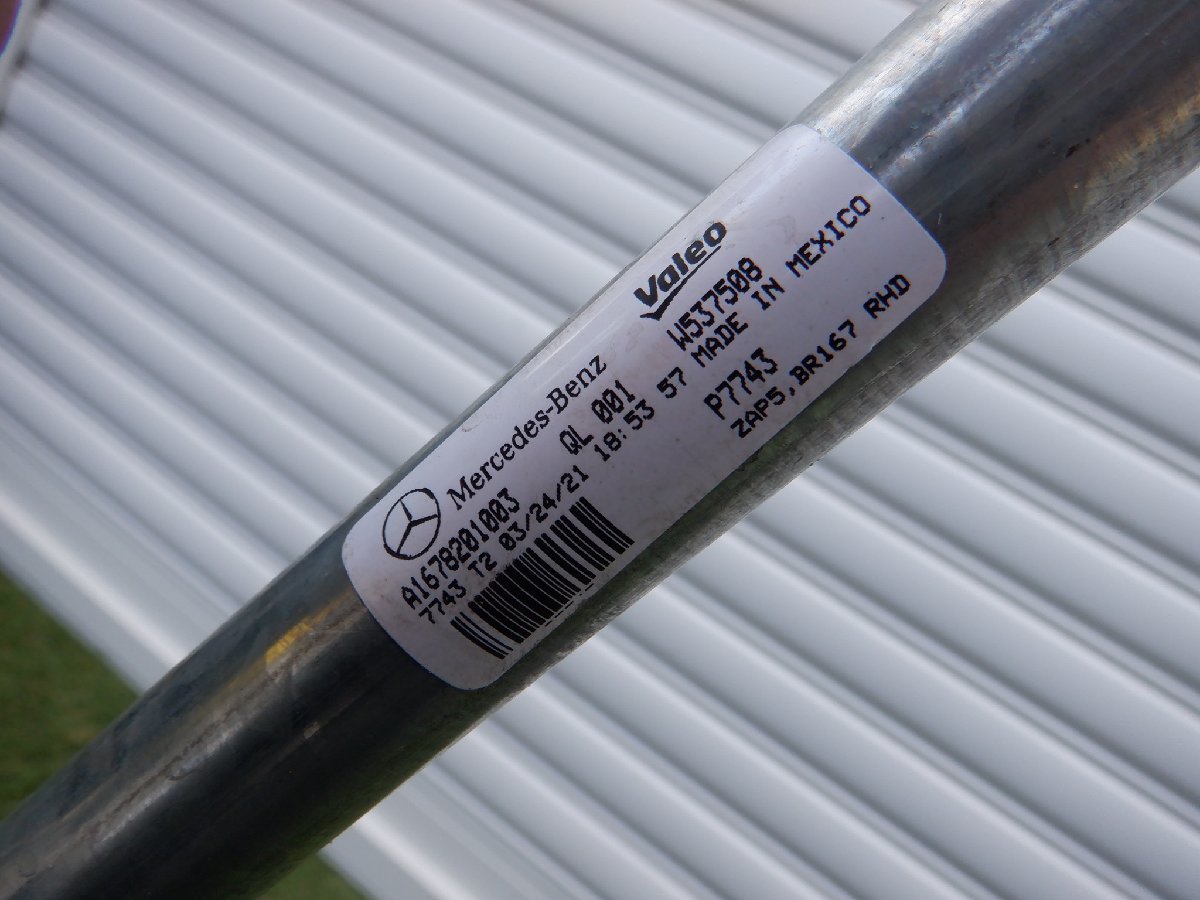 Mercedes-Benz Valeo
A1678201003 QL 001 W537508
7743 T2 03/24/21 18:53 57 MADE IN MEXICO
P7743
ZAP5,BR167 RHD